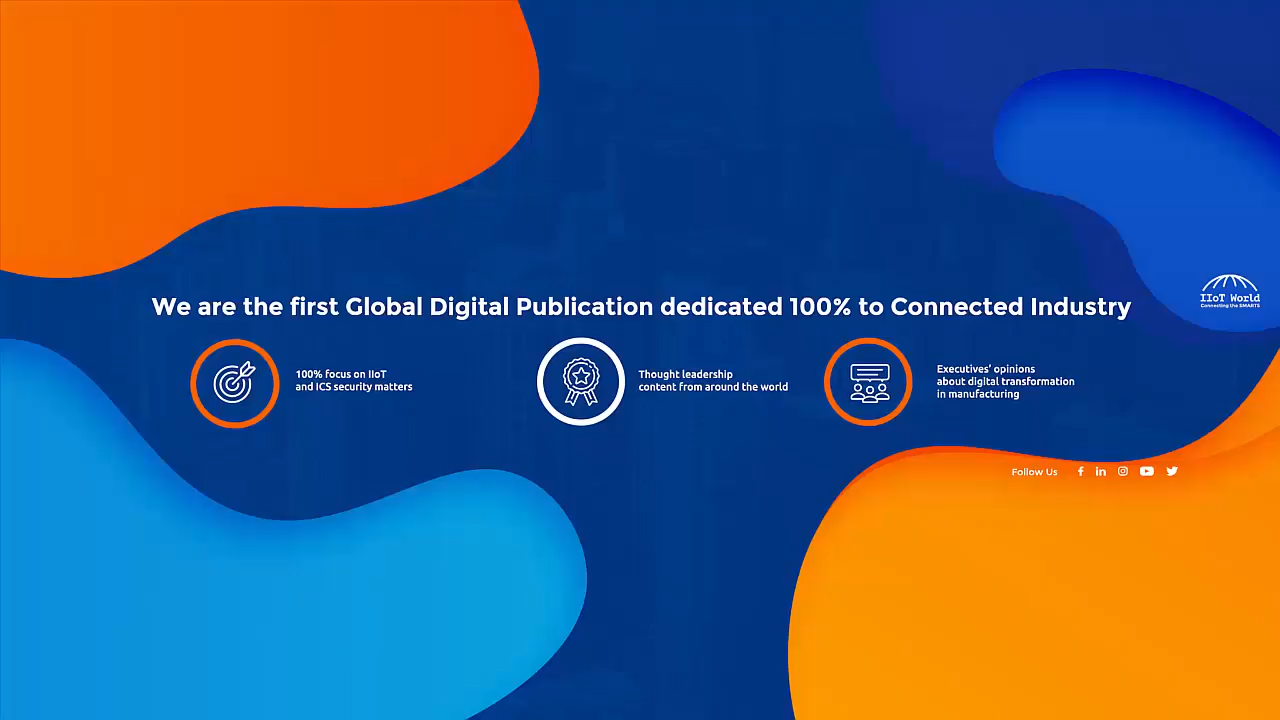 We are the first Global Digital Publication dedicated 100% to Connected Industry
100% focus on IIoT
and ICS security matters
Thought leadership
content from around the world
Executives' opinions
about digital transformation
in manufacturing
IIoT World
Connecting the SMARTS
Follow Us